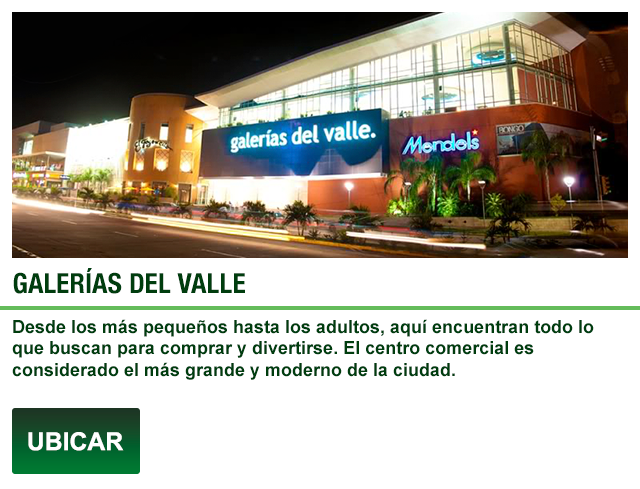 galerías del valle.
Mendels
BONGO
GALERÍAS DEL VALLE
Desde los más pequeños hasta los adultos, aquí encuentran todo lo
que buscan para comprar y divertirse. El centro comercial es
considerado el más grande y moderno de la ciudad.
UBICAR